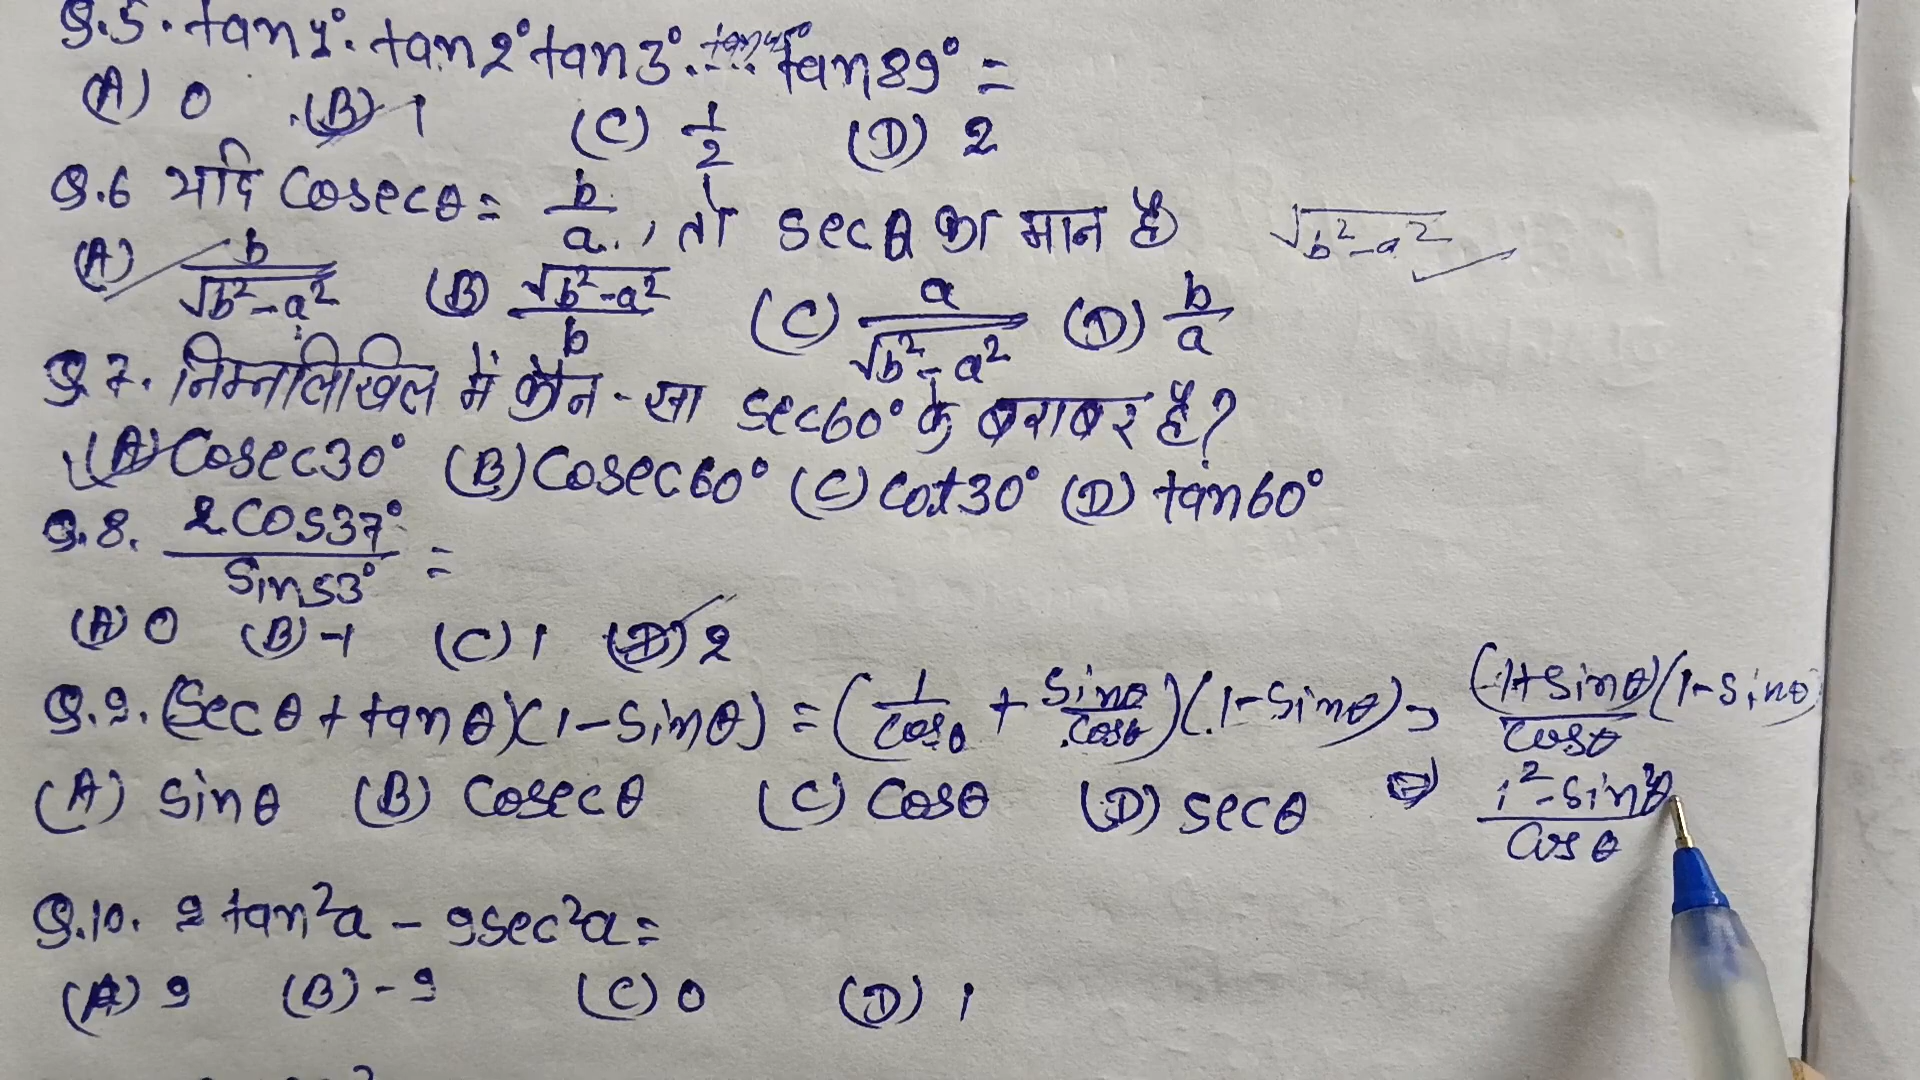 Q.5. tan1°. tan2° tan3°. tan45° .... tan89° =
(A) 0 (B) 1 (C) 1/2 (D) 2
Q.6 यदि Cosecθ = b/a, तो secθ का मान है √b²-a²
(A) b/√b²-a² (B) √b²-a²/b (C) a/√b²-a² (D) b/a
Q.7. निम्नलिखित में कौन-सा sec60° के बराबर है?
(A) Cosec30° (B) Cosec60° (C) Cot30° (D) tan60°
Q.8. 2Cos37°/Sin53° =
(A) 0 (B) -1 (C) 1 (D) 2
Q.9. (Secθ + tanθ)(1-Sinθ) = (1/cosθ + Sinθ/cosθ)(1-Sinθ) = (1+Sinθ)(1-Sinθ)/cosθ
(A) Sinθ (B) Cosecθ (C) Cosθ (D) Secθ ⇒ 1²-Sin²θ/Cosθ
Q.10. 9tan²a - 9sec²a =
(A) 9 (B) -9 (C) 0 (D) 1